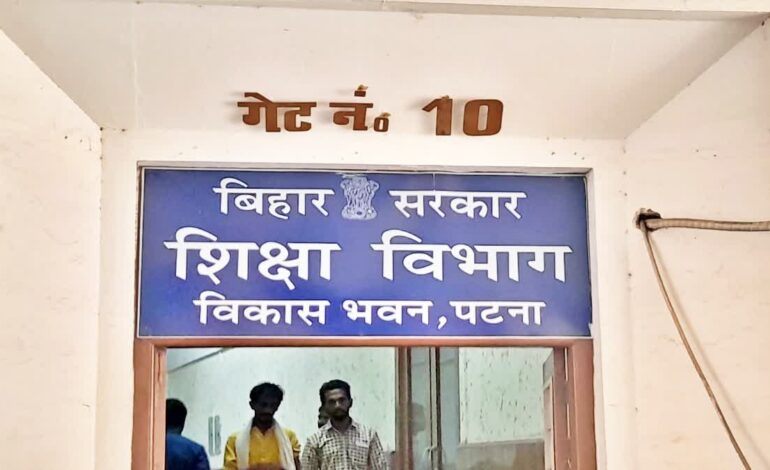 गेट नं० 10
बिहार सरकार
शिक्षा विभाग
विकास भवन, पटना